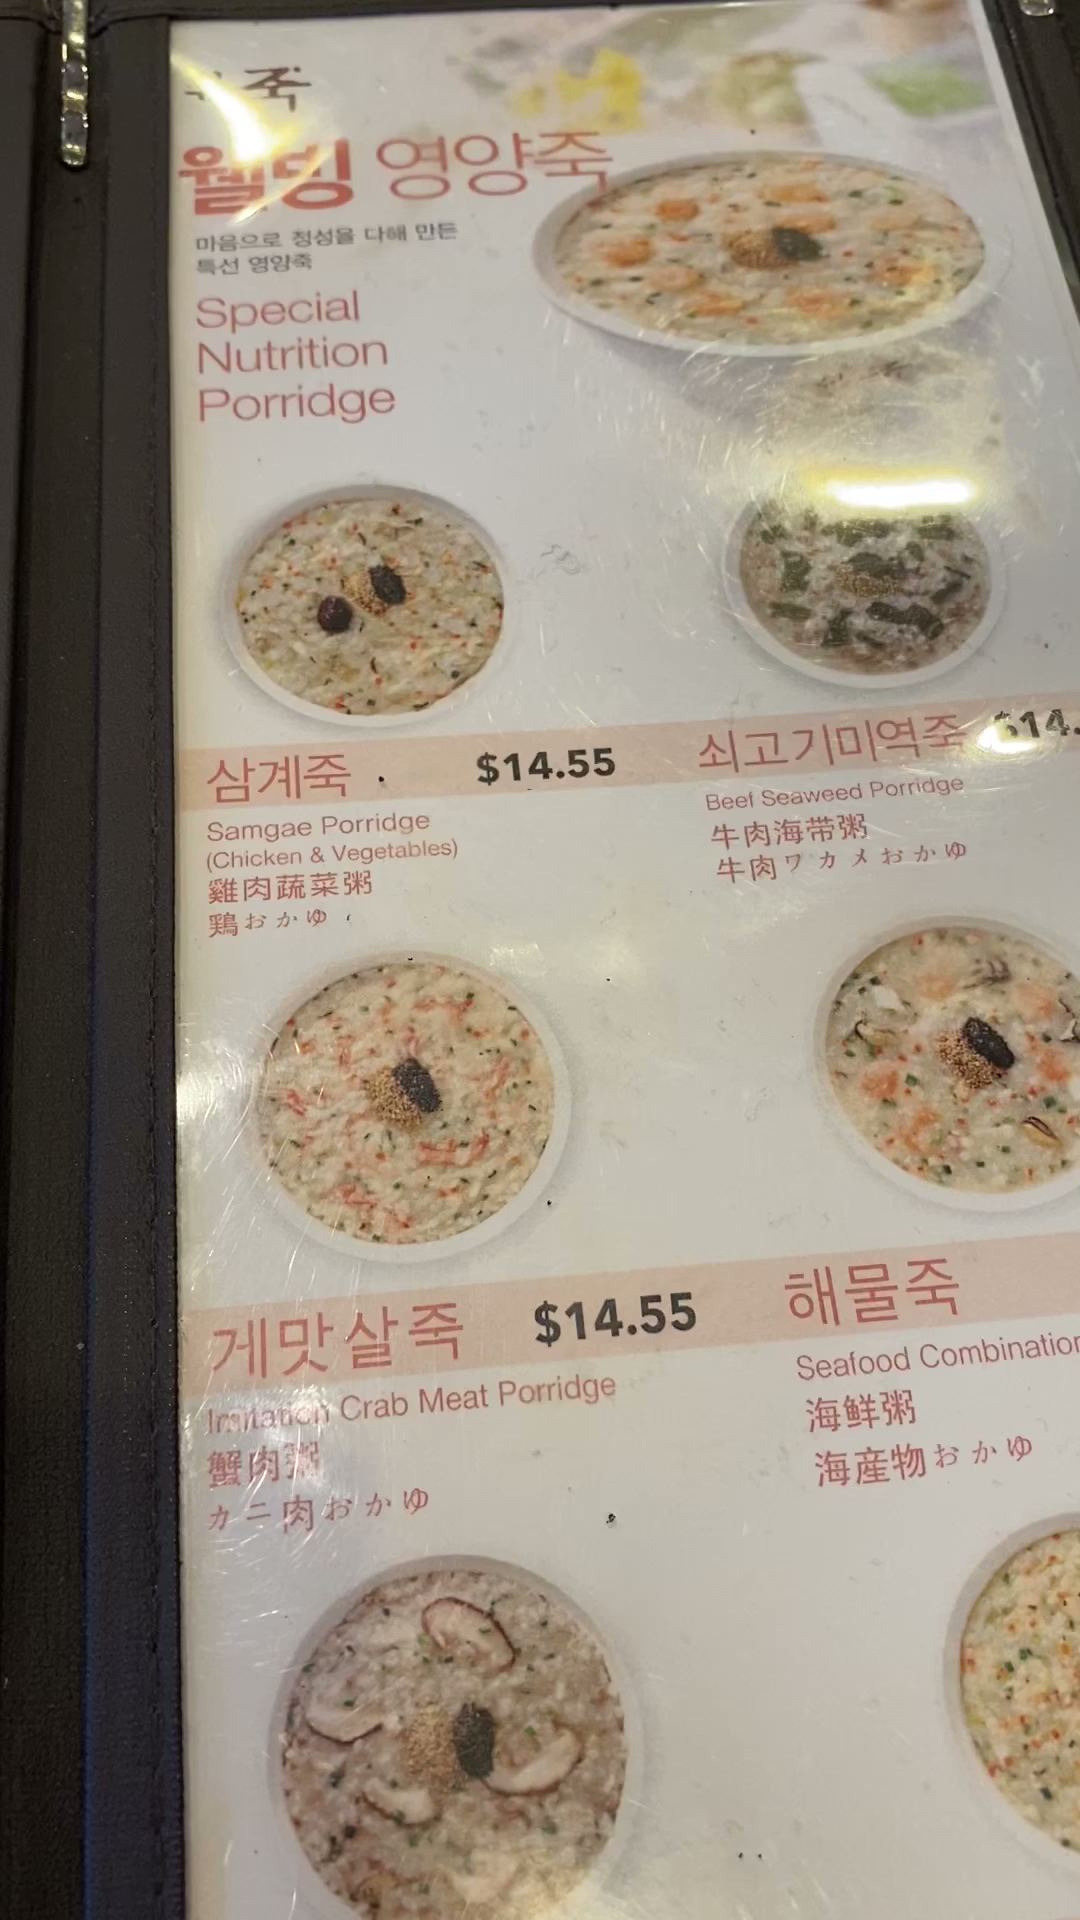 죽
웰빙 영양죽
마음으로 정성을 다해 만든
특선 영양죽
Special
Nutrition
Porridge
삼계죽 $14.55
Samgae Porridge
(Chicken & Vegetables)
雞肉蔬菜粥
鶏おかゆ
쇠고기미역죽 $14.
Beef Seaweed Porridge
牛肉海带粥
牛肉ワカメおかゆ
게맛살죽 $14.55
Imitation Crab Meat Porridge
蟹肉粥
カニ肉おかゆ
해물죽
Seafood Combination
海鲜粥
海産物おかゆ